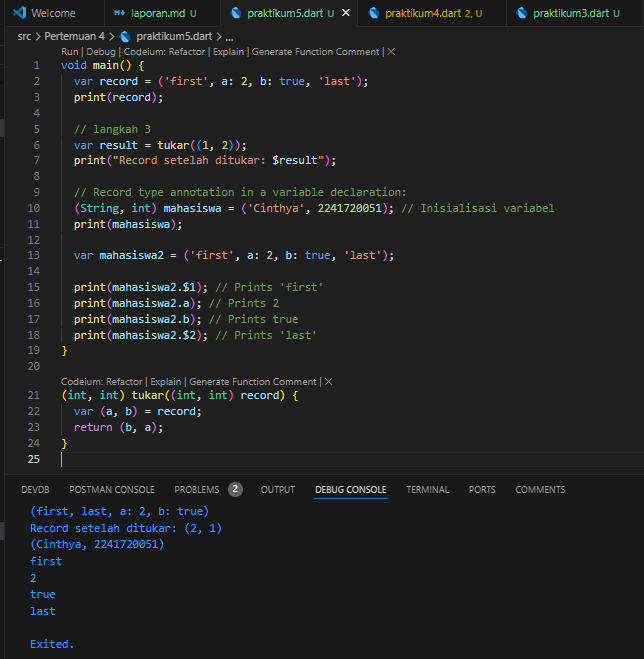 Welcome laporan.md U praktikum5.dart U praktikum4.dart 2, U praktikum3.dart U
src > Pertemuan 4 > praktikum5.dart > ...
Run | Debug | Codeium: Refactor | Explain | Generate Function Comment | ×
1 void main() {
2 var record = ('first', a: 2, b: true, 'last');
3 print(record);
4
5 // langkah 3
6 var result = tukar((1, 2));
7 print("Record setelah ditukar: $result");
8
9 // Record type annotation in a variable declaration:
10 (String, int) mahasiswa = ('Cinthya', 2241720051); // Inisialisasi variabel
11 print(mahasiswa);
12
13 var mahasiswa2 = ('first', a: 2, b: true, 'last');
14
15 print(mahasiswa2.$1); // Prints 'first'
16 print(mahasiswa2.a); // Prints 2
17 print(mahasiswa2.b); // Prints true
18 print(mahasiswa2.$2); // Prints 'last'
19 }
20
Codeium: Refactor | Explain | Generate Function Comment | ×
21 (int, int) tukar((int, int) record) {
22 var (a, b) = record;
23 return (b, a);
24 }
25
DEVDB POSTMAN CONSOLE PROBLEMS 2 OUTPUT DEBUG CONSOLE TERMINAL PORTS COMMENTS
(first, last, a: 2, b: true)
Record setelah ditukar: (2, 1)
(Cinthya, 2241720051)
first
2
true
last
Exited.